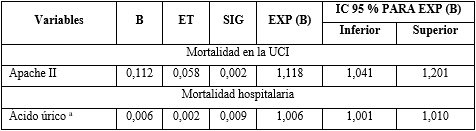 Variables B ET SIG EXP (B) IC 95 % PARA EXP (B)
Inferior Superior
Mortalidad en la UCI
Apache II 0,112 0,058 0,002 1,118 1,041 1,201
Mortalidad hospitalaria
Acido úrico ª 0,006 0,002 0,009 1,006 1,001 1,010